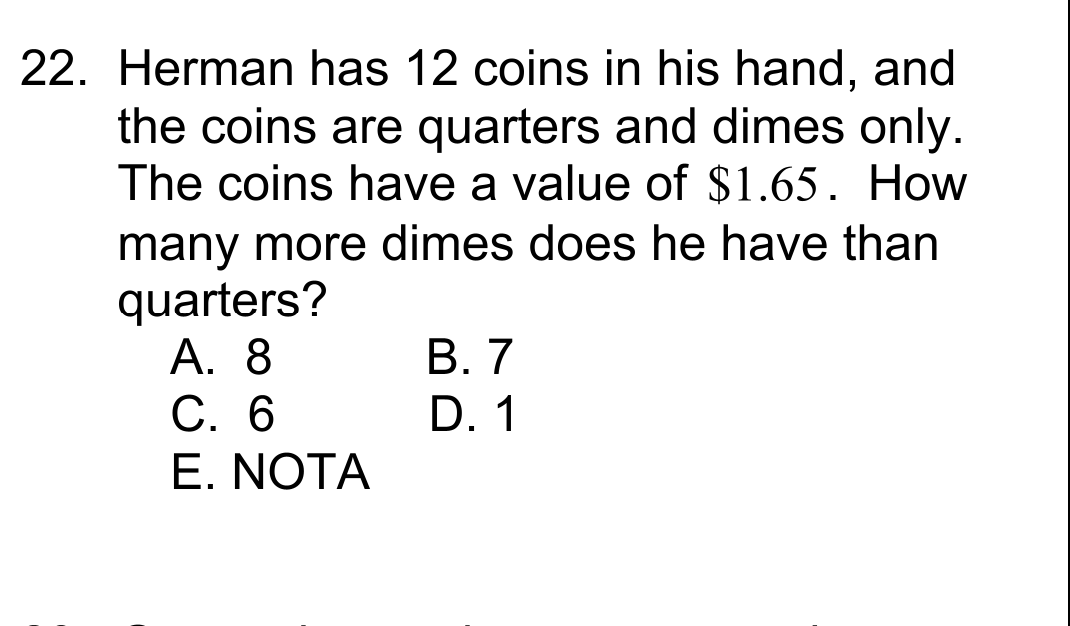 22. Herman has 12 coins in his hand, and
the coins are quarters and dimes only.
The coins have a value of $1.65. How
many more dimes does he have than
quarters?
A. 8 B. 7
C. 6 D. 1
E. NOTA